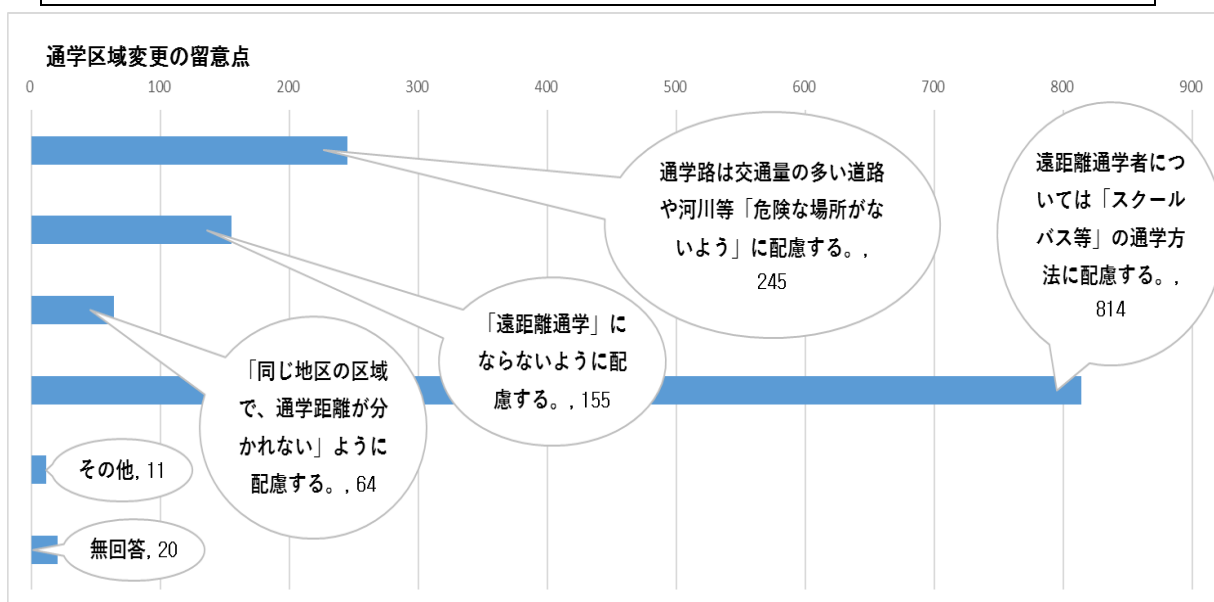 通学区域変更の留意点
0 100 200 300 400 500 600 700 800 900
通学路は交通量の多い道路
や河川等「危険な場所がな
いよう」に配慮する。,
245
遠距離通学者につ
いては「スクール
バス等」の通学方
法に配慮する。,
814
「遠距離通学」に
ならないように配
慮する。, 155
「同じ地区の区域
で、通学距離が分
かれない」ように
配慮する。, 64
その他, 11
無回答, 20